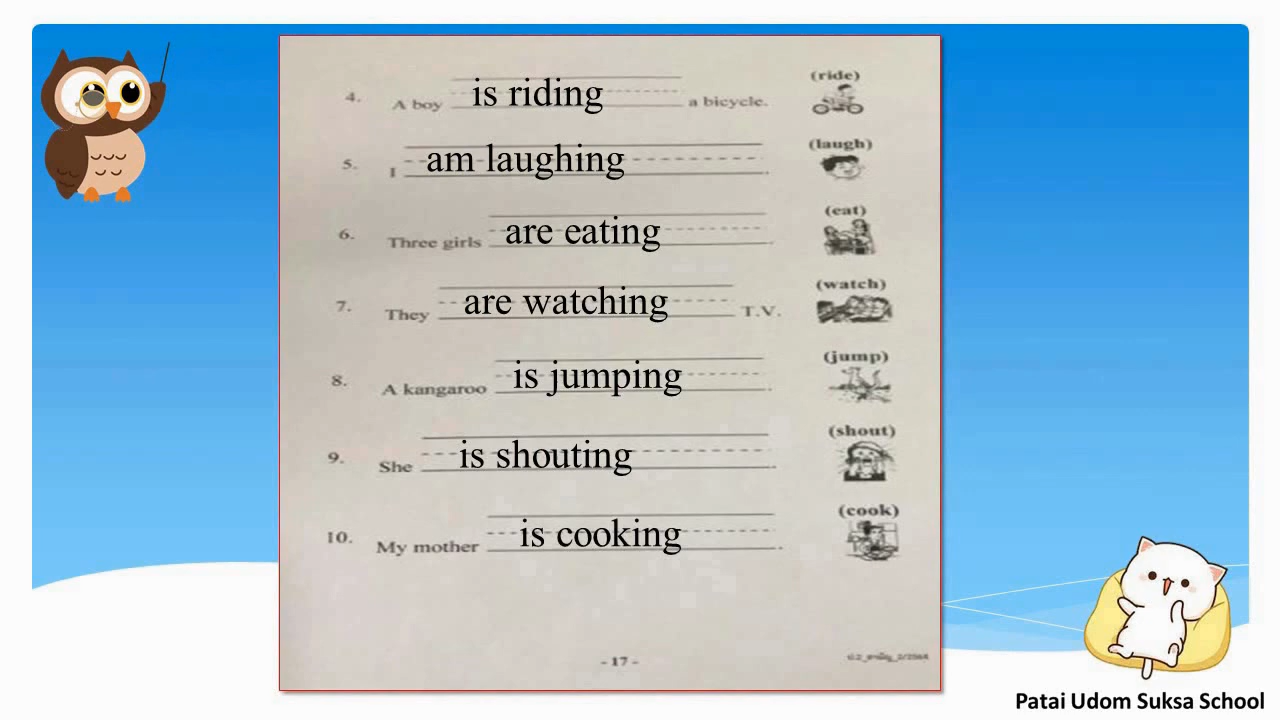 (ride)
4. A boy is riding a bicycle.
(laugh)
5. I am laughing .
(eat)
6. Three girls are eating .
(watch)
7. They are watching T.V.
(jump)
8. A kangaroo is jumping .
(shout)
9. She is shouting .
(cook)
10. My mother is cooking .
- 17 -
Patai Udom Suksa School